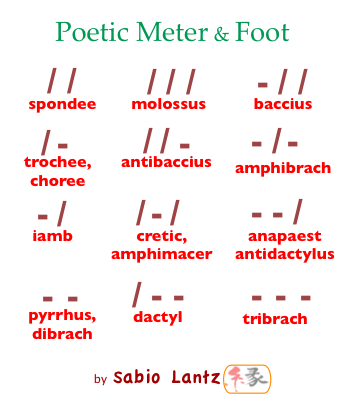 Poetic Meter & Foot
/ /   / / /   - / /
spondee   molossus   baccius
/ -   / / -   - / -
trochee,   antibaccius   amphibrach
choree
- /   / - /   - - /
iamb   cretic,   anapaest
amphimacer   antidactylus
- -   / - -   - - -
pyrrhus,   dactyl   tribrach
dibrach
by Sabio Lantz